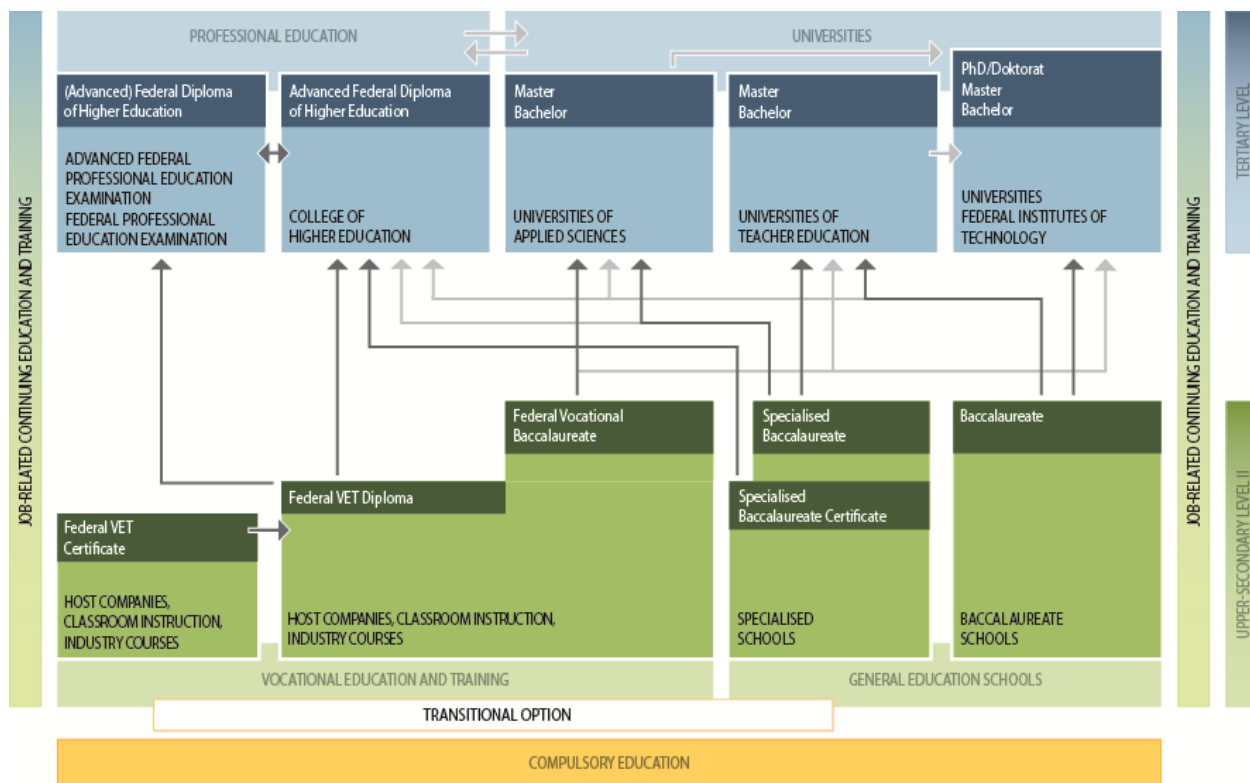 PROFESSIONAL EDUCATION
UNIVERSITIES
(Advanced) Federal Diploma
of Higher Education
Advanced Federal Diploma
of Higher Education
Master
Bachelor
Master
Bachelor
PhD/Doktorat
Master
Bachelor
ADVANCED FEDERAL
PROFESSIONAL EDUCATION
EXAMINATION
FEDERAL PROFESSIONAL
EDUCATION EXAMINATION
COLLEGE OF
HIGHER EDUCATION
UNIVERSITIES OF
APPLIED SCIENCES
UNIVERSITIES OF
TEACHER EDUCATION
UNIVERSITIES
FEDERAL INSTITUTES OF
TECHNOLOGY
JOB-RELATED CONTINUING EDUCATION AND TRAINING
JOB-RELATED CONTINUING EDUCATION AND TRAINING
TERTIARY LEVEL
UPPER-SECONDARY LEVEL II
Federal Vocational
Baccalaureate
Specialised
Baccalaureate
Baccalaureate
Federal VET Diploma
Specialised
Baccalaureate Certificate
Federal VET
Certificate
HOST COMPANIES,
CLASSROOM INSTRUCTION,
INDUSTRY COURSES
HOST COMPANIES, CLASSROOM INSTRUCTION,
INDUSTRY COURSES
SPECIALISED
SCHOOLS
BACCALAUREATE
SCHOOLS
VOCATIONAL EDUCATION AND TRAINING
GENERAL EDUCATION SCHOOLS
TRANSITIONAL OPTION
COMPULSORY EDUCATION